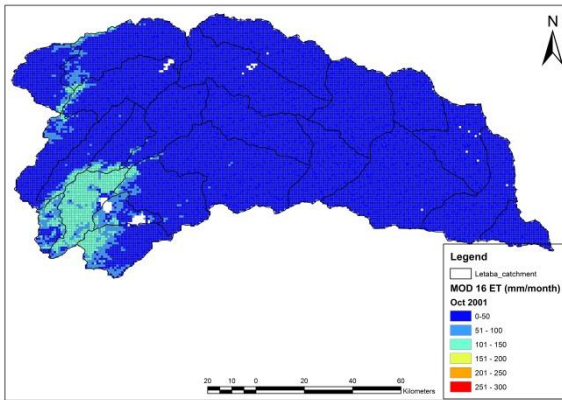 N
Legend
Letaba_catchment
MOD 16 ET (mm/month)
Oct 2001
0-50
51 - 100
101 - 150
151 - 200
201 - 250
251 - 300
20 10 0 20 40 60
Kilometers